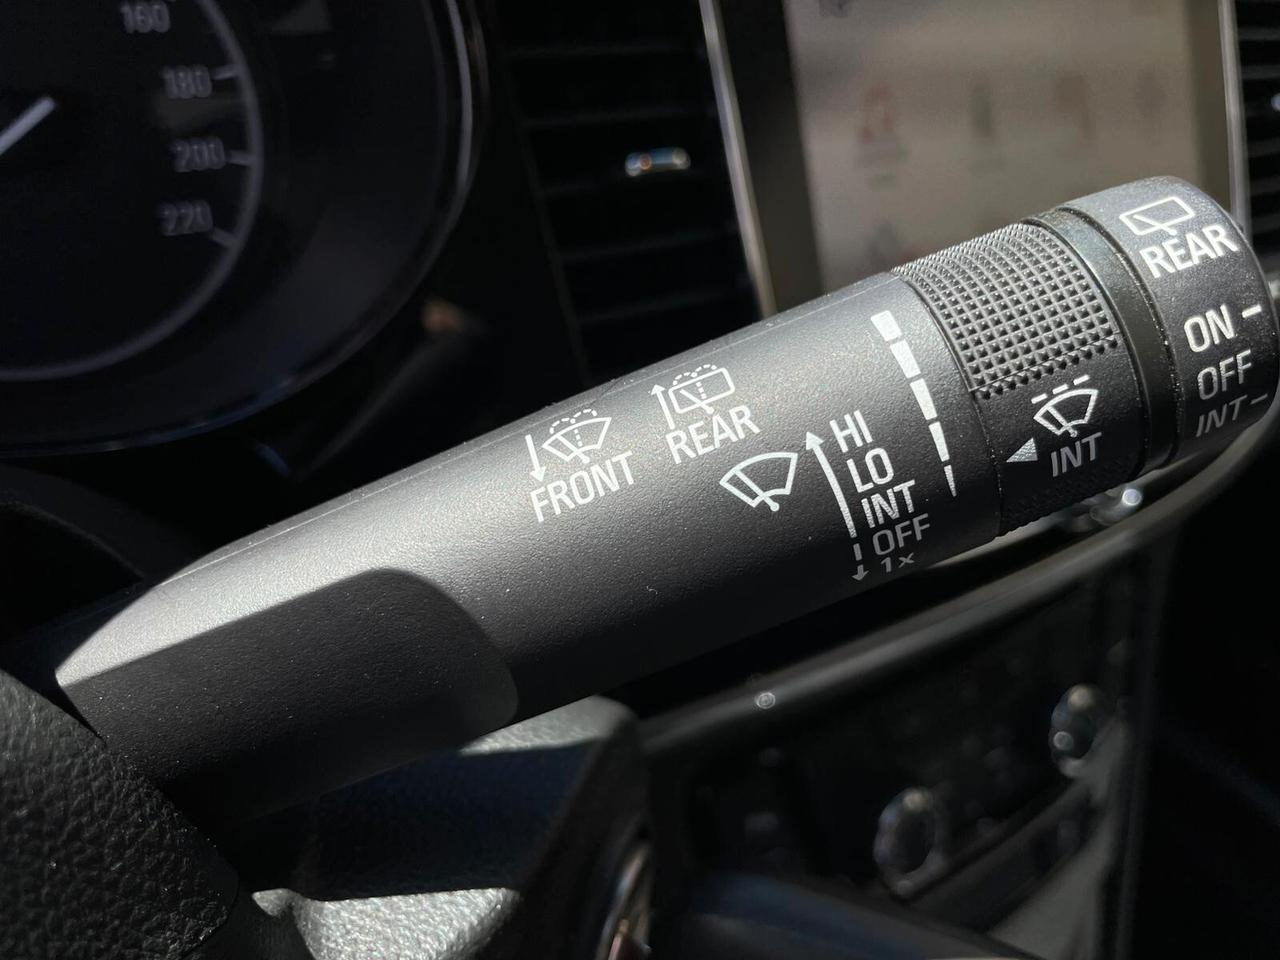 160
180
200
220
FRONT
REAR
HI
LO
INT
OFF
1x
INT
REAR
ON
OFF
INT